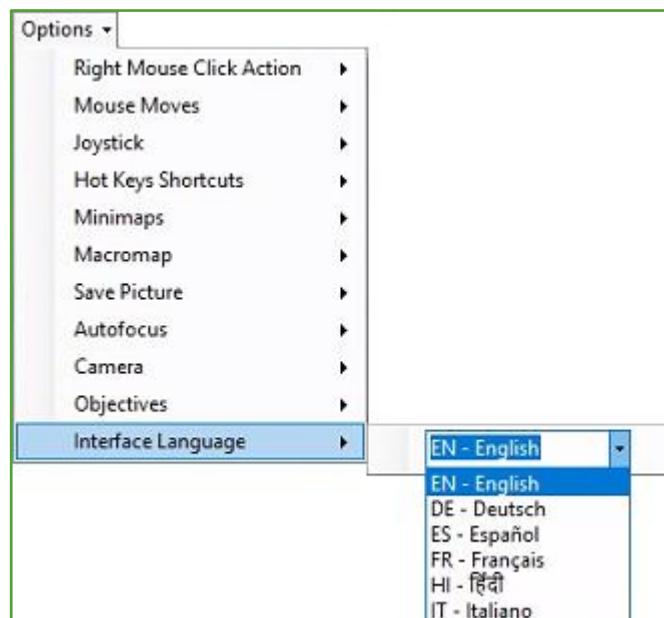 Options
Right Mouse Click Action
Mouse Moves
Joystick
Hot Keys Shortcuts
Minimaps
Macromap
Save Picture
Autofocus
Camera
Objectives
Interface Language
EN - English
EN - English
DE - Deutsch
ES - Español
FR - Français
HI - हिंदी
IT - Italiano